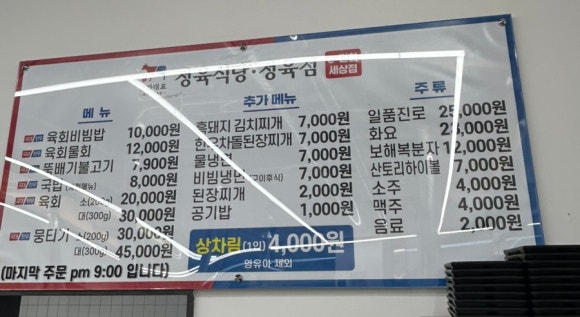 정육식당·정육점
세상점
메 뉴
육회비빔밥 10,000원
육회물회 12,000원
뚝배기불고기 7,900원
국밥 8,000원
육회 소(200g) 20,000원
대(300g) 30,000원
뭉티기 소(200g) 30,000원
대(300g) 45,000원
(마지막 주문 pm 9:00 입니다)
추가 메뉴
흑돼지 김치찌개 7,000원
한우차돌된장찌개 7,000원
물냉면 7,000원
비빔냉면 7,000원
된장찌개 2,000원
공기밥 1,000원
상차림(1인) 4,000원
영유아 제외
주 류
일품진로 25,000원
화요 23,000원
보해복분자 12,000원
산토리하이볼 7,000원
소주 4,000원
맥주 4,000원
음료 2,000원